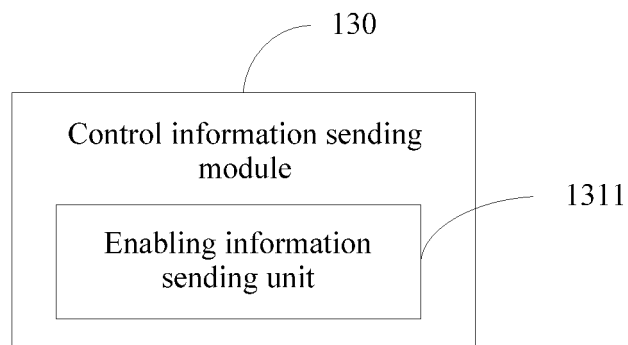 130
Control information sending
module
1311
Enabling information
sending unit